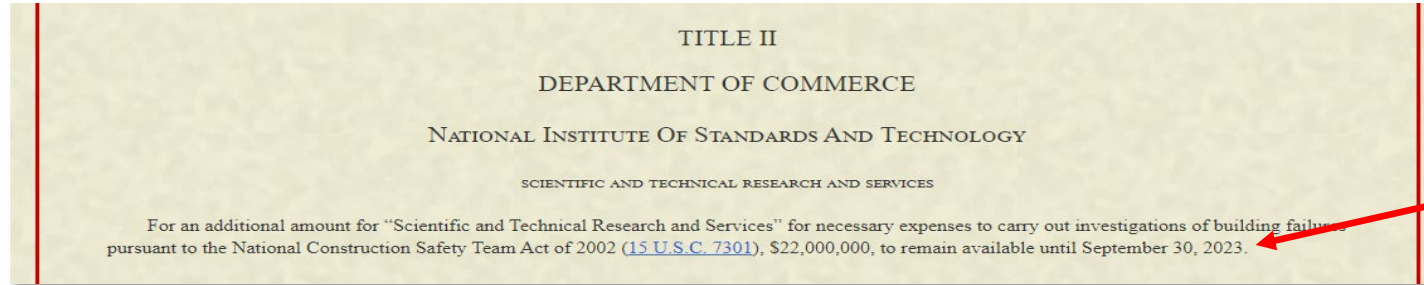 TITLE II
DEPARTMENT OF COMMERCE
NATIONAL INSTITUTE OF STANDARDS AND TECHNOLOGY
SCIENTIFIC AND TECHNICAL RESEARCH AND SERVICES
For an additional amount for “Scientific and Technical Research and Services” for necessary expenses to carry out investigations of building failures
pursuant to the National Construction Safety Team Act of 2002 (15 U.S.C. 7301), $22,000,000, to remain available until September 30, 2023.